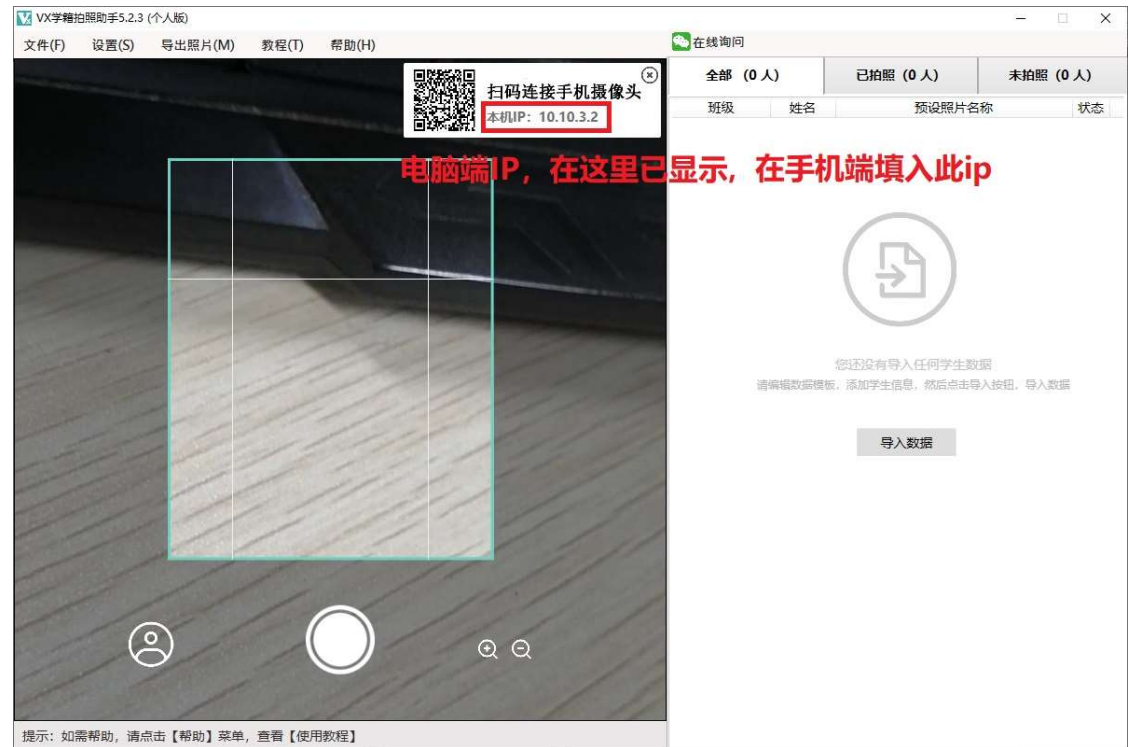 VX学籍拍照助手5.2.3 (个人版)
文件(F) 设置(S) 导出照片(M) 教程(T) 帮助(H)
在线询问
扫码连接手机摄像头
本机IP：10.10.3.2
电脑端IP，在这里已显示，在手机端填入此ip
全部（0 人） 已拍照（0 人） 未拍照（0 人）
班级 姓名 预设照片名称 状态
您还没有导入任何学生数据
请编辑数据模板，添加学生信息，然后点击导入按钮，导入数据
导入数据
提示：如需帮助，请点击【帮助】菜单，查看【使用教程】